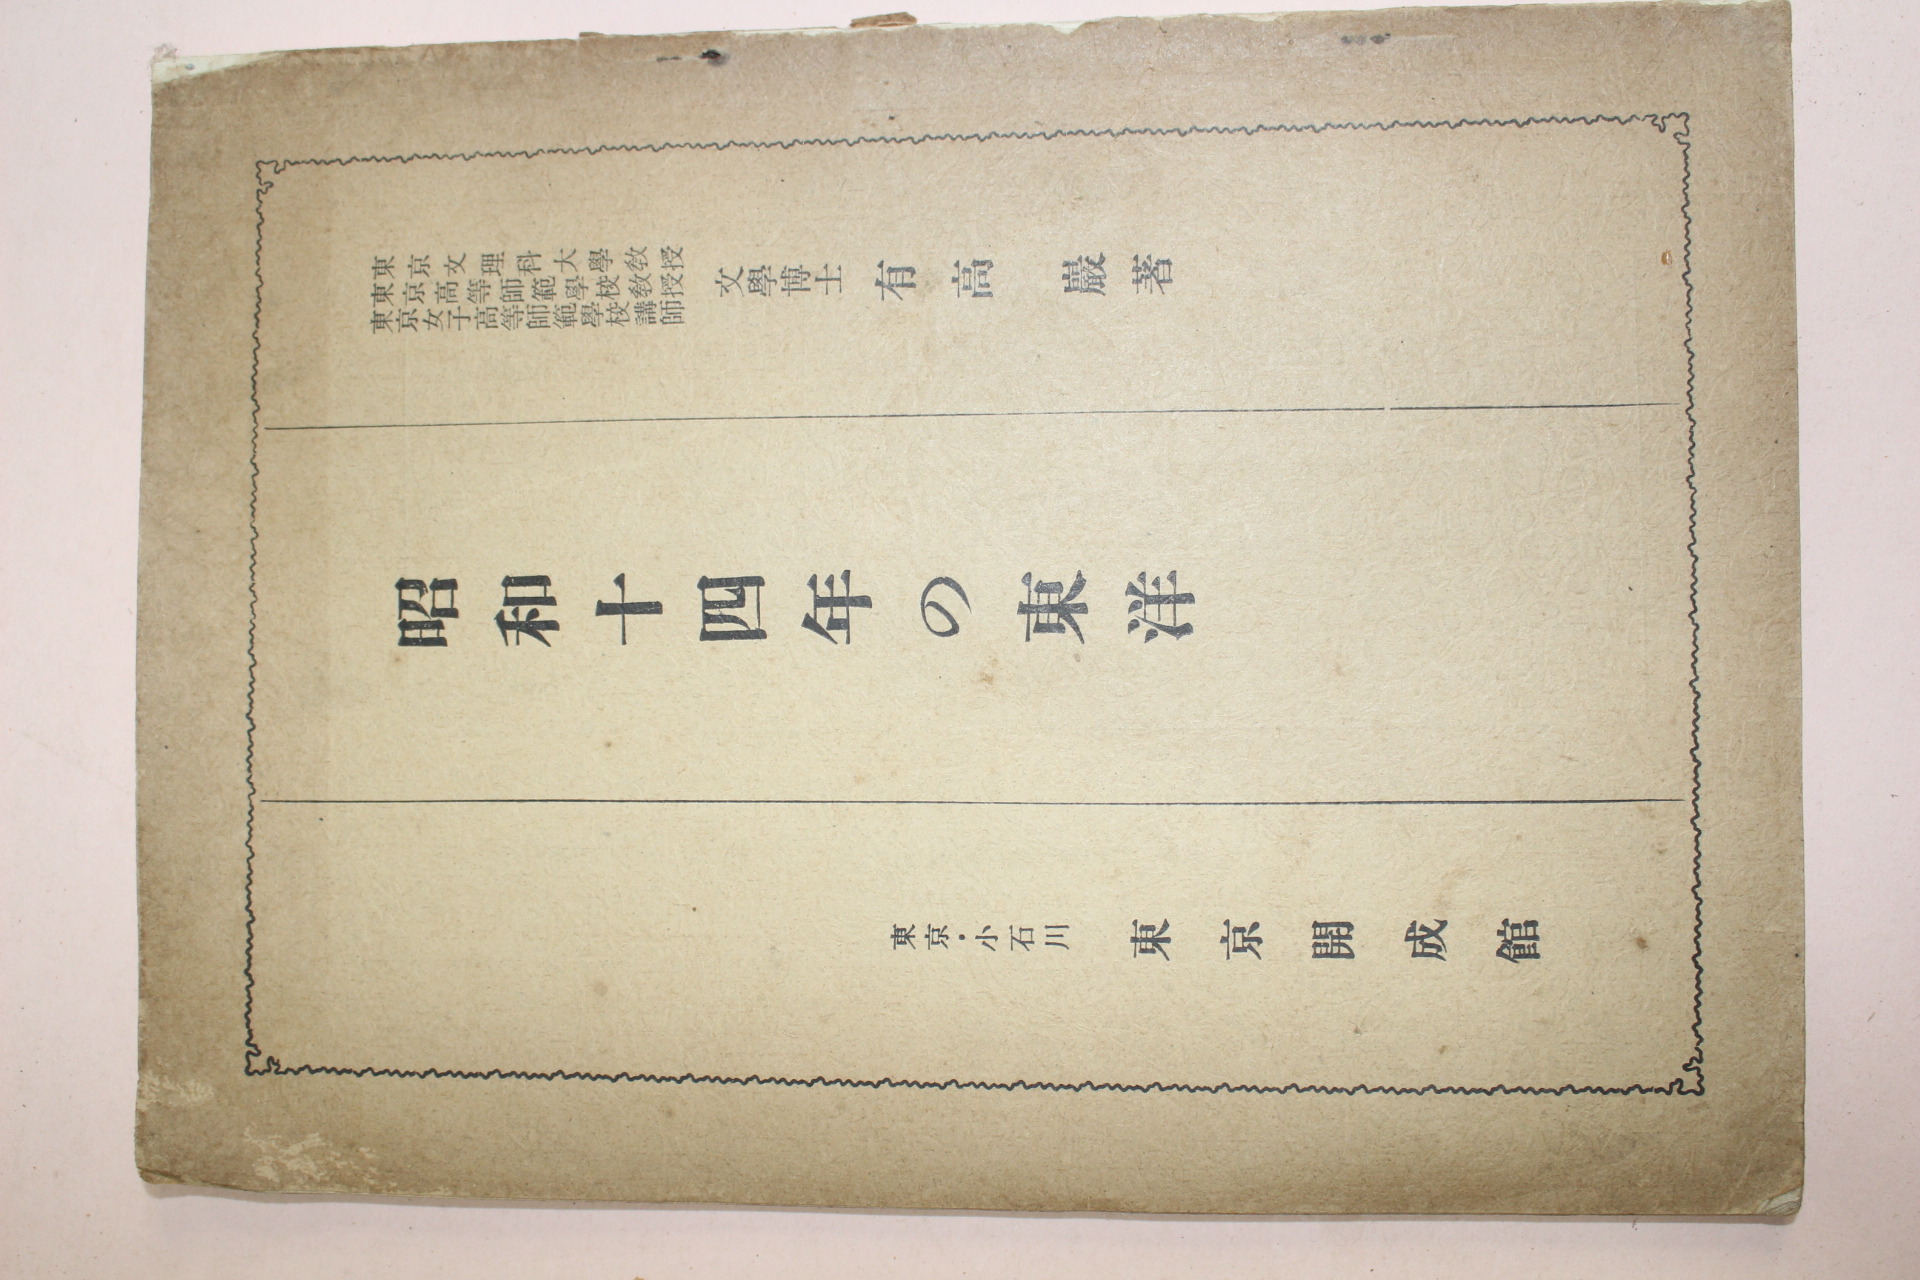 東京文理科大學教授
東京高等師範學校教授
東京女子高等師範學校講師
文學博士 有高 巖 著
昭和十四年の東洋
東京・小石川 東京開成館